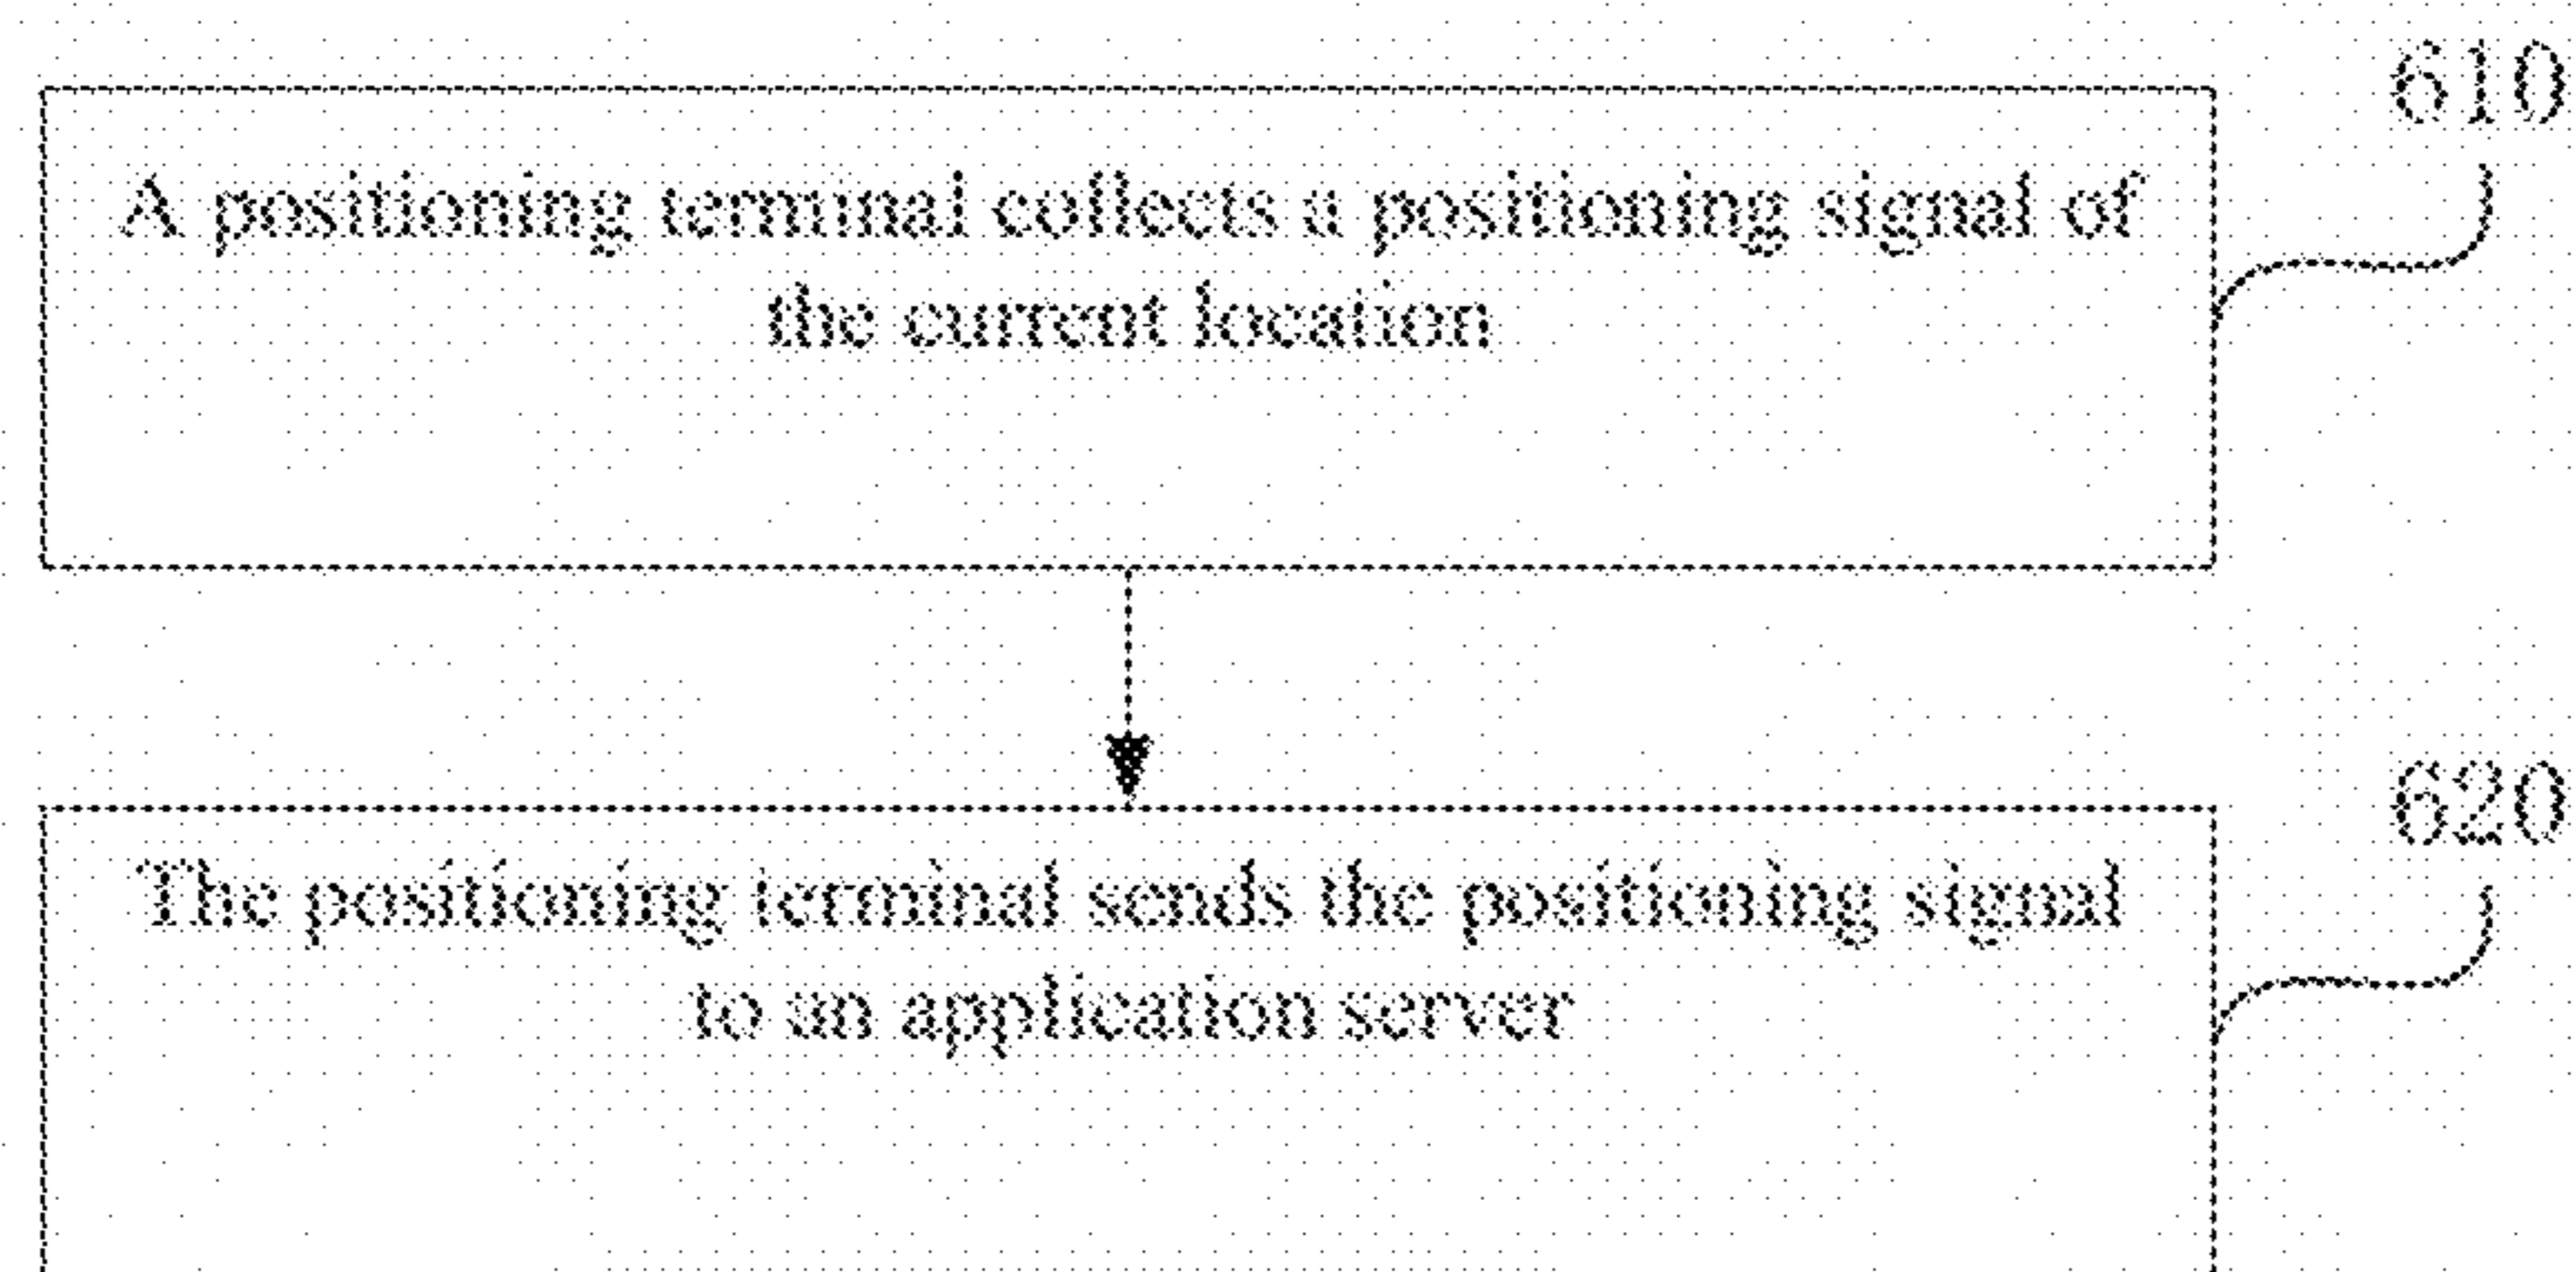 610
A positioning terminal collects a positioning signal of
the current location
620
The positioning terminal sends the positioning signal
to an application server